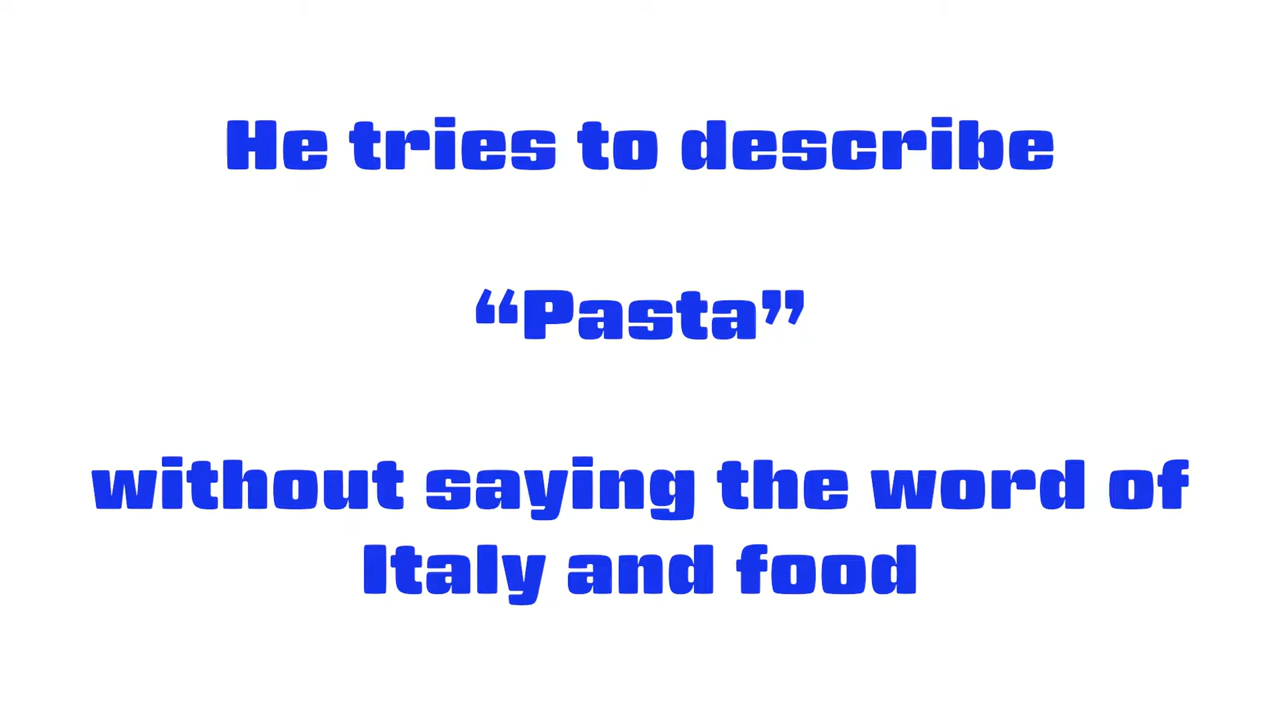 He tries to describe
“Pasta”
without saying the word of
Italy and food